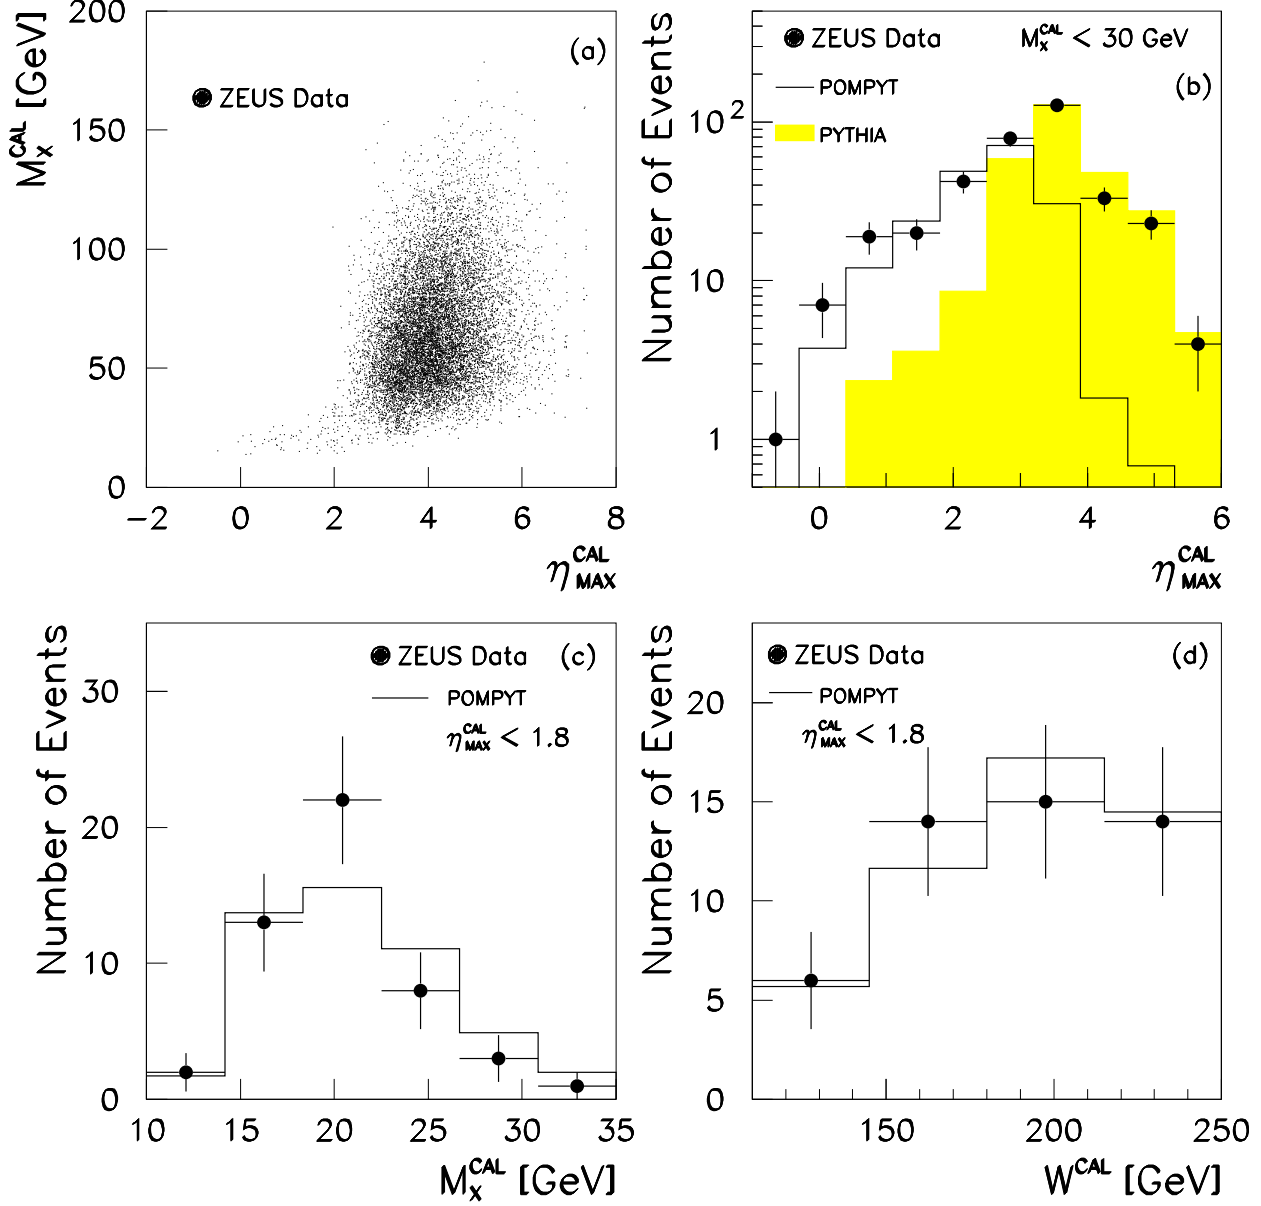 M_X^CAL [GeV]
200
150
100
50
0
(a)
ZEUS Data
−2 0 2 4 6 8
η_MAX^CAL
Number of Events
10^2
10
1
ZEUS Data M_X^CAL < 30 GeV
POMPYT (b)
PYTHIA
0 2 4 6
η_MAX^CAL
Number of Events
30
20
10
0
ZEUS Data (c)
POMPYT
η_MAX^CAL < 1.8
10 15 20 25 30 35
M_X^CAL [GeV]
Number of Events
20
15
10
5
0
ZEUS Data (d)
POMPYT
η_MAX^CAL < 1.8
150 200 250
W^CAL [GeV]